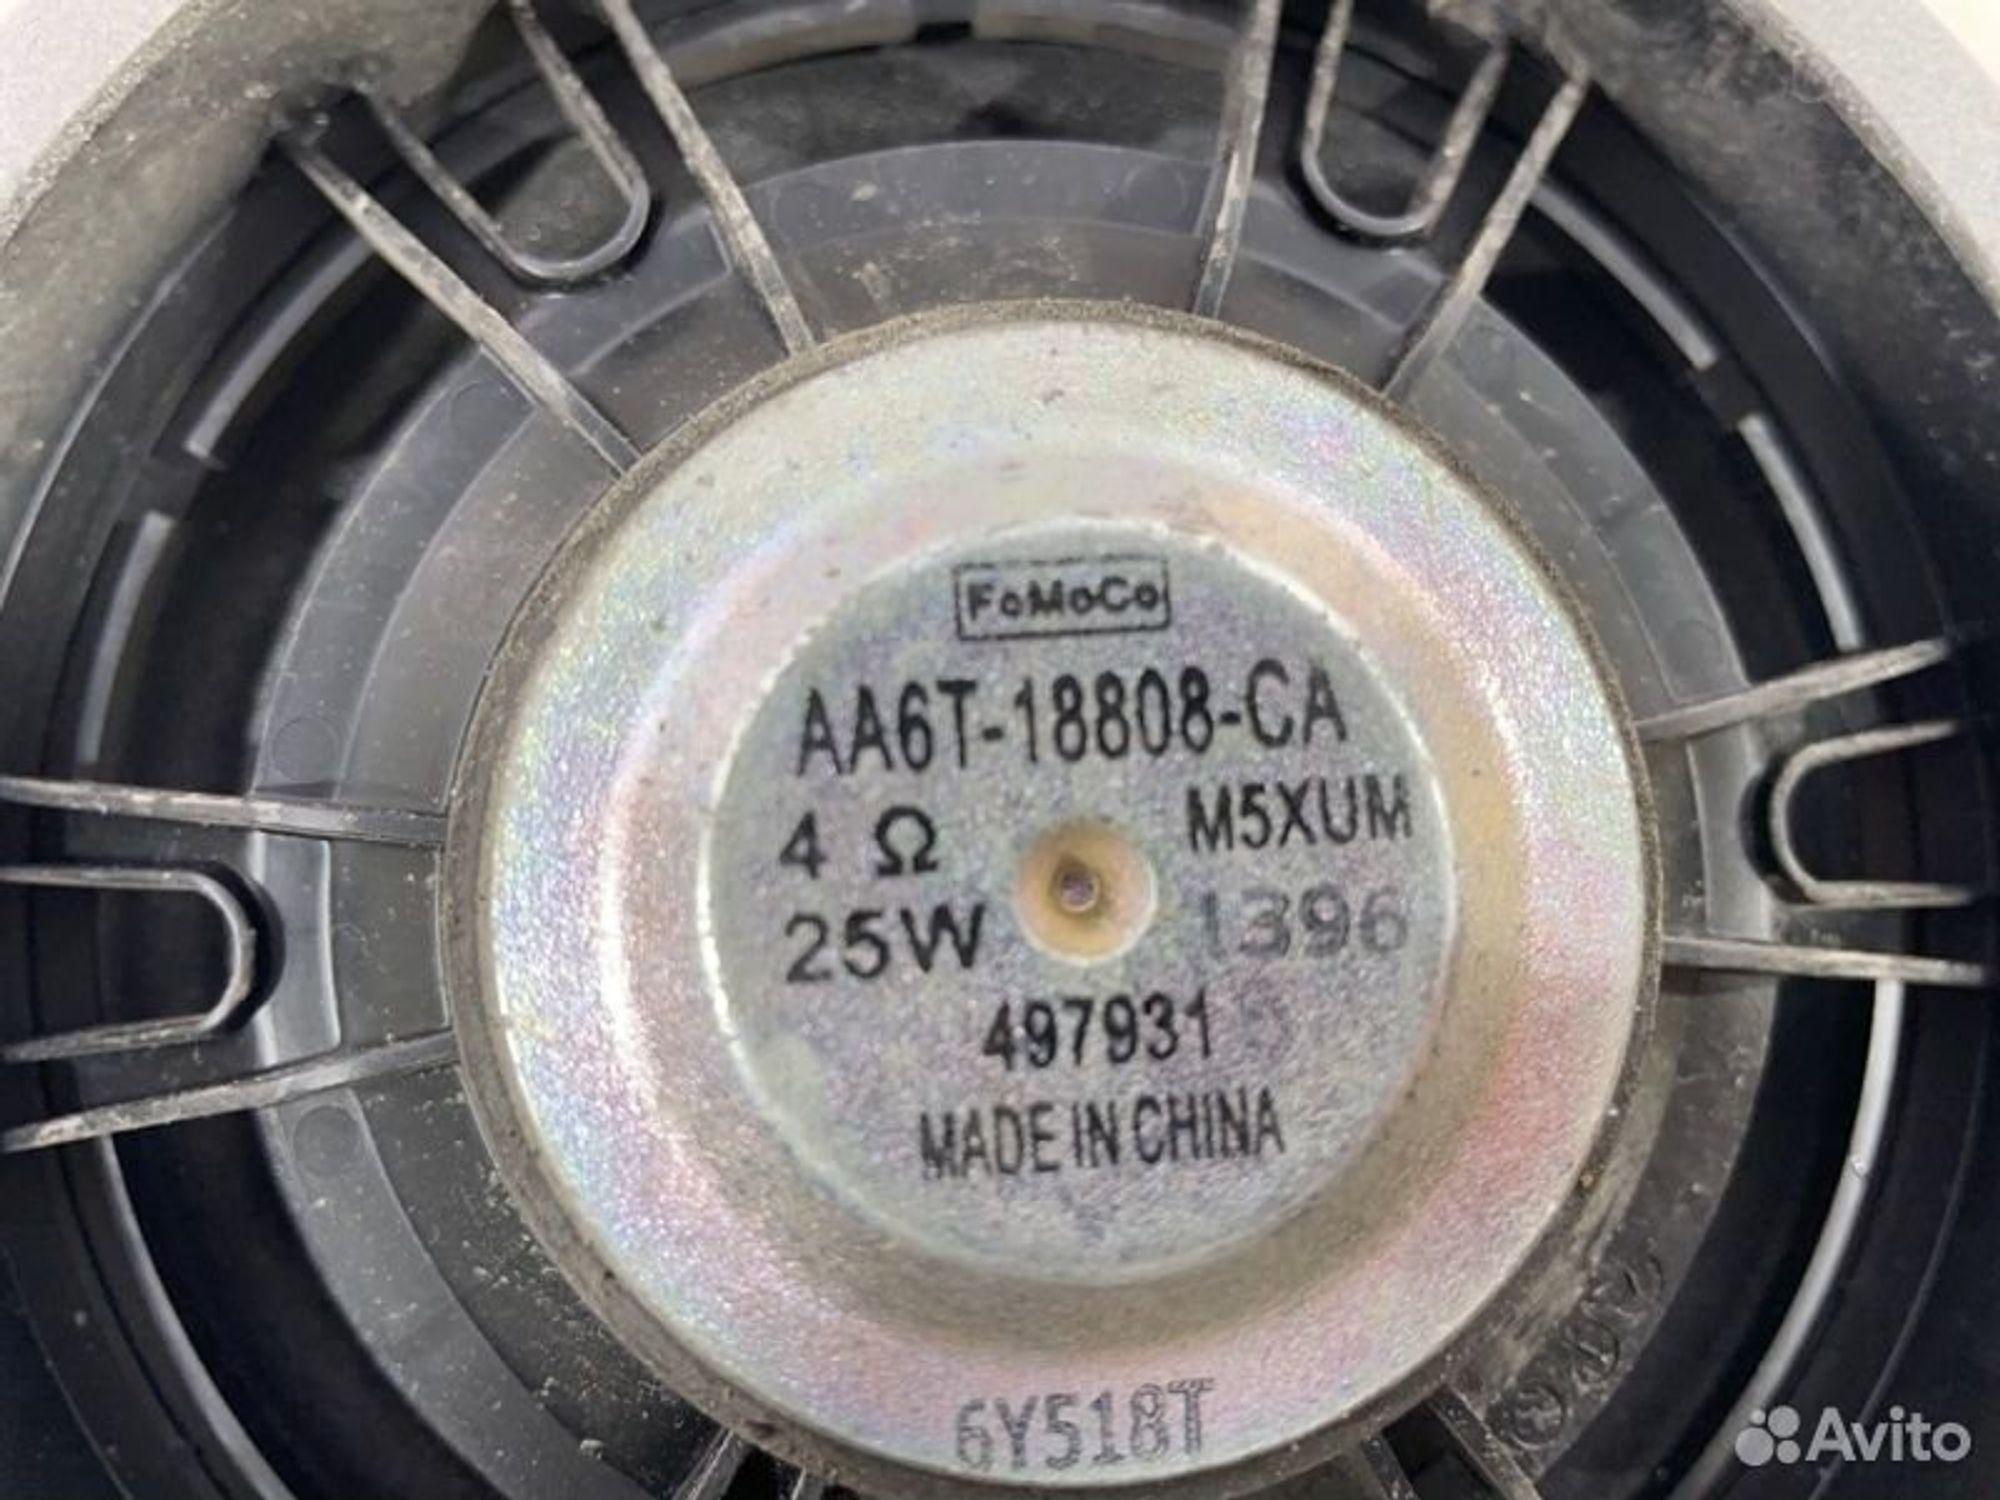 FoMoCo
AA6T-18808-CA
4 Ω M5XUM
25W 1396
497931
MADE IN CHINA
6Y518T
Avito